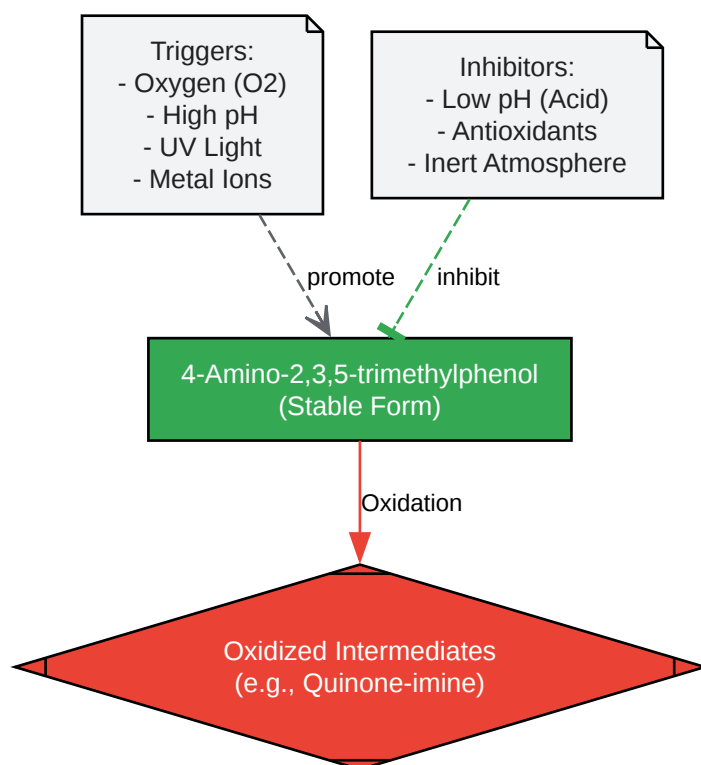 Triggers:
- Oxygen (O2)
- High pH
- UV Light
- Metal Ions
Inhibitors:
- Low pH (Acid)
- Antioxidants
- Inert Atmosphere
promote
inhibit
4-Amino-2,3,5-trimethylphenol
(Stable Form)
Oxidation
Oxidized Intermediates
(e.g., Quinone-imine)